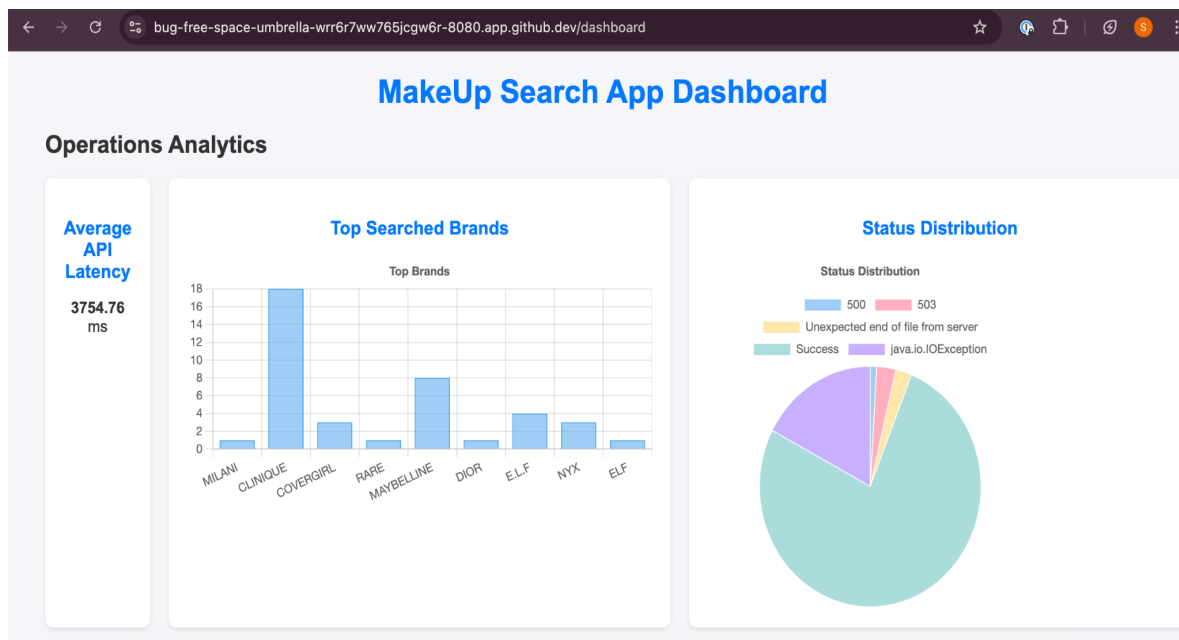 bug-free-space-umbrella-wrr6r7ww765jcgw6r-8080.app.github.dev/dashboard
S
MakeUp Search App Dashboard
Operations Analytics
Average
API
Latency
3754.76
ms
Top Searched Brands
Top Brands
18
16
14
12
10
8
6
4
2
0
MILANI
CLINIQUE
COVERGIRL
RARE
MAYBELLINE
DIOR
E.L.F
NYX
ELF
Status Distribution
Status Distribution
500 503
Unexpected end of file from server
Success java.io.IOException